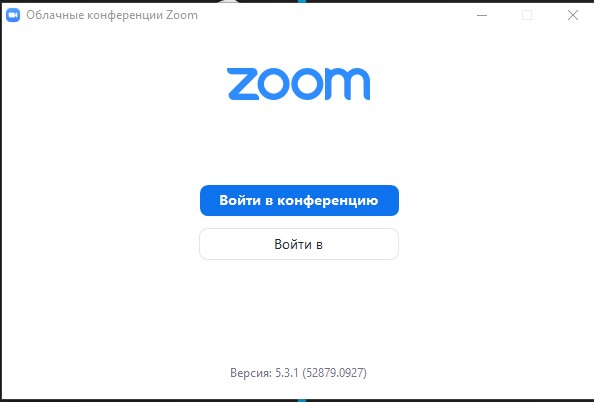 Облачные конференции Zoom
zoom
Войти в конференцию
Войти в
Версия: 5.3.1 (52879.0927)